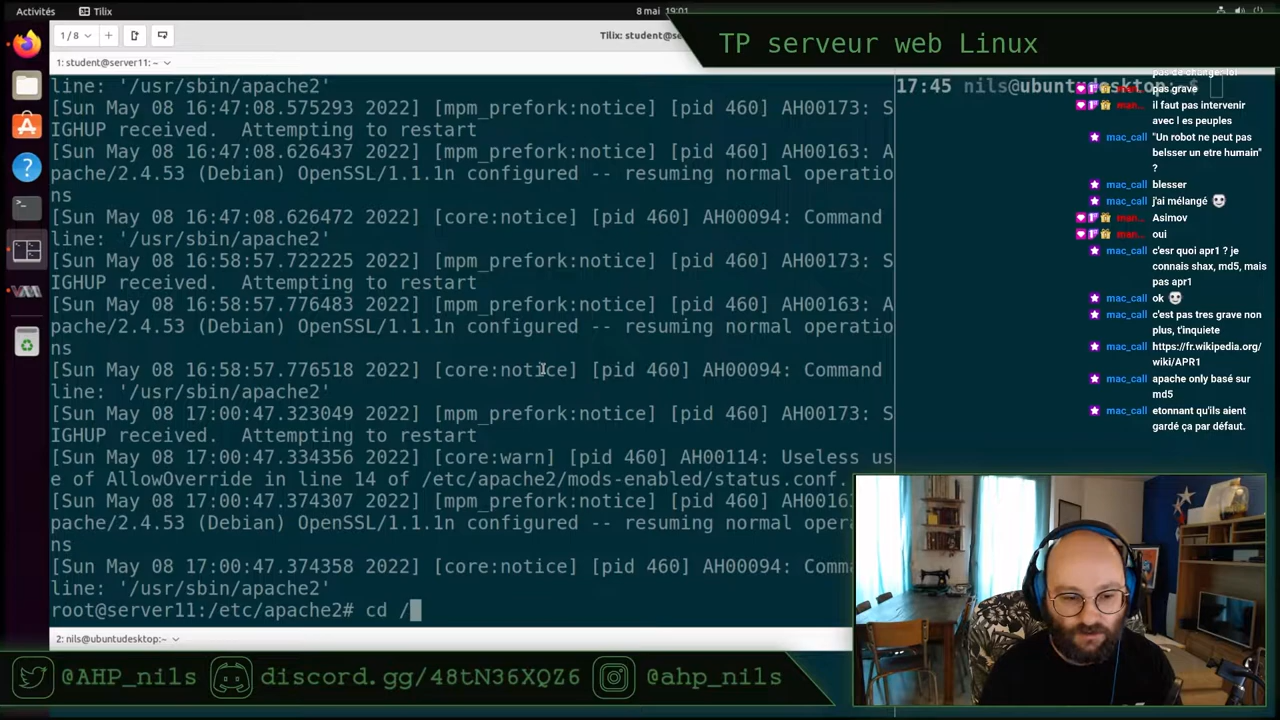 Activités
Tilix
8 mai 19:01
1 / 8
Tilix: student@se
TP serveur web Linux
1: student@server11: ~
line: '/usr/sbin/apache2'
[Sun May 08 16:47:08.575293 2022] [mpm_prefork:notice] [pid 460] AH00173: S
IGHUP received.  Attempting to restart
[Sun May 08 16:47:08.626437 2022] [mpm_prefork:notice] [pid 460] AH00163: A
pache/2.4.53 (Debian) OpenSSL/1.1.1n configured -- resuming normal operatio
ns
[Sun May 08 16:47:08.626472 2022] [core:notice] [pid 460] AH00094: Command
line: '/usr/sbin/apache2'
[Sun May 08 16:58:57.722225 2022] [mpm_prefork:notice] [pid 460] AH00173: S
IGHUP received.  Attempting to restart
[Sun May 08 16:58:57.776483 2022] [mpm_prefork:notice] [pid 460] AH00163: A
pache/2.4.53 (Debian) OpenSSL/1.1.1n configured -- resuming normal operatio
ns
[Sun May 08 16:58:57.776518 2022] [core:notice] [pid 460] AH00094: Command
line: '/usr/sbin/apache2'
[Sun May 08 17:00:47.323049 2022] [mpm_prefork:notice] [pid 460] AH00173: S
IGHUP received.  Attempting to restart
[Sun May 08 17:00:47.334356 2022] [core:warn] [pid 460] AH00114: Useless us
e of AllowOverride in line 14 of /etc/apache2/mods-enabled/status.conf.
[Sun May 08 17:00:47.374307 2022] [mpm_prefork:notice] [pid 460] AH0016
pache/2.4.53 (Debian) OpenSSL/1.1.1n configured -- resuming normal oper
ns
[Sun May 08 17:00:47.374358 2022] [core:notice] [pid 460] AH00094: Comm
line: '/usr/sbin/apache2'
root@server11:/etc/apache2# cd /
17:45 nils@ubuntudesktop: ~ $
2: nils@ubuntudesktop:~
pas de change. lol
man... pas grave
man... il faut pas intervenir
avec l es peuples
mac_call "Un robot ne peut pas
belsser un etre humain"
?
mac_call blesser
mac_call j'ai mélangé
man... Asimov
man... oui
mac_call c'esr quoi apr1 ? je
connais shax, md5, mais
pas apr1
mac_call ok
mac_call c'est pas tres grave non
plus, t'inquiete
mac_call https://fr.wikipedia.org/
wiki/APR1
mac_call apache only basé sur
md5
mac_call etonnant qu'ils aient
gardé ça par défaut.
@AHP_nils
discord.gg/48tN36XQZ6
@ahp_nils